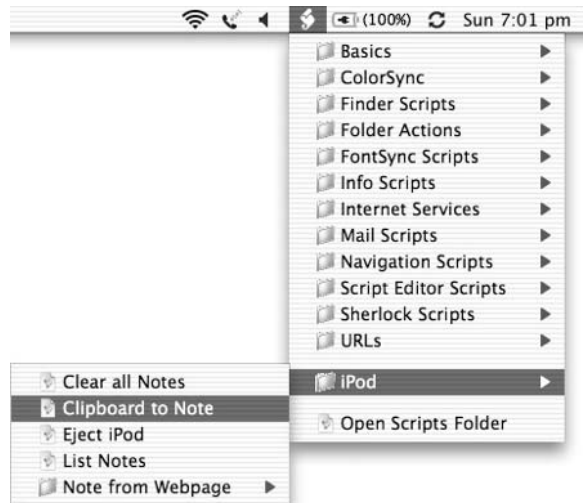 (100%) Sun 7:01 pm
Basics
ColorSync
Finder Scripts
Folder Actions
FontSync Scripts
Info Scripts
Internet Services
Mail Scripts
Navigation Scripts
Script Editor Scripts
Sherlock Scripts
URLs
iPod
Open Scripts Folder
Clear all Notes
Clipboard to Note
Eject iPod
List Notes
Note from Webpage